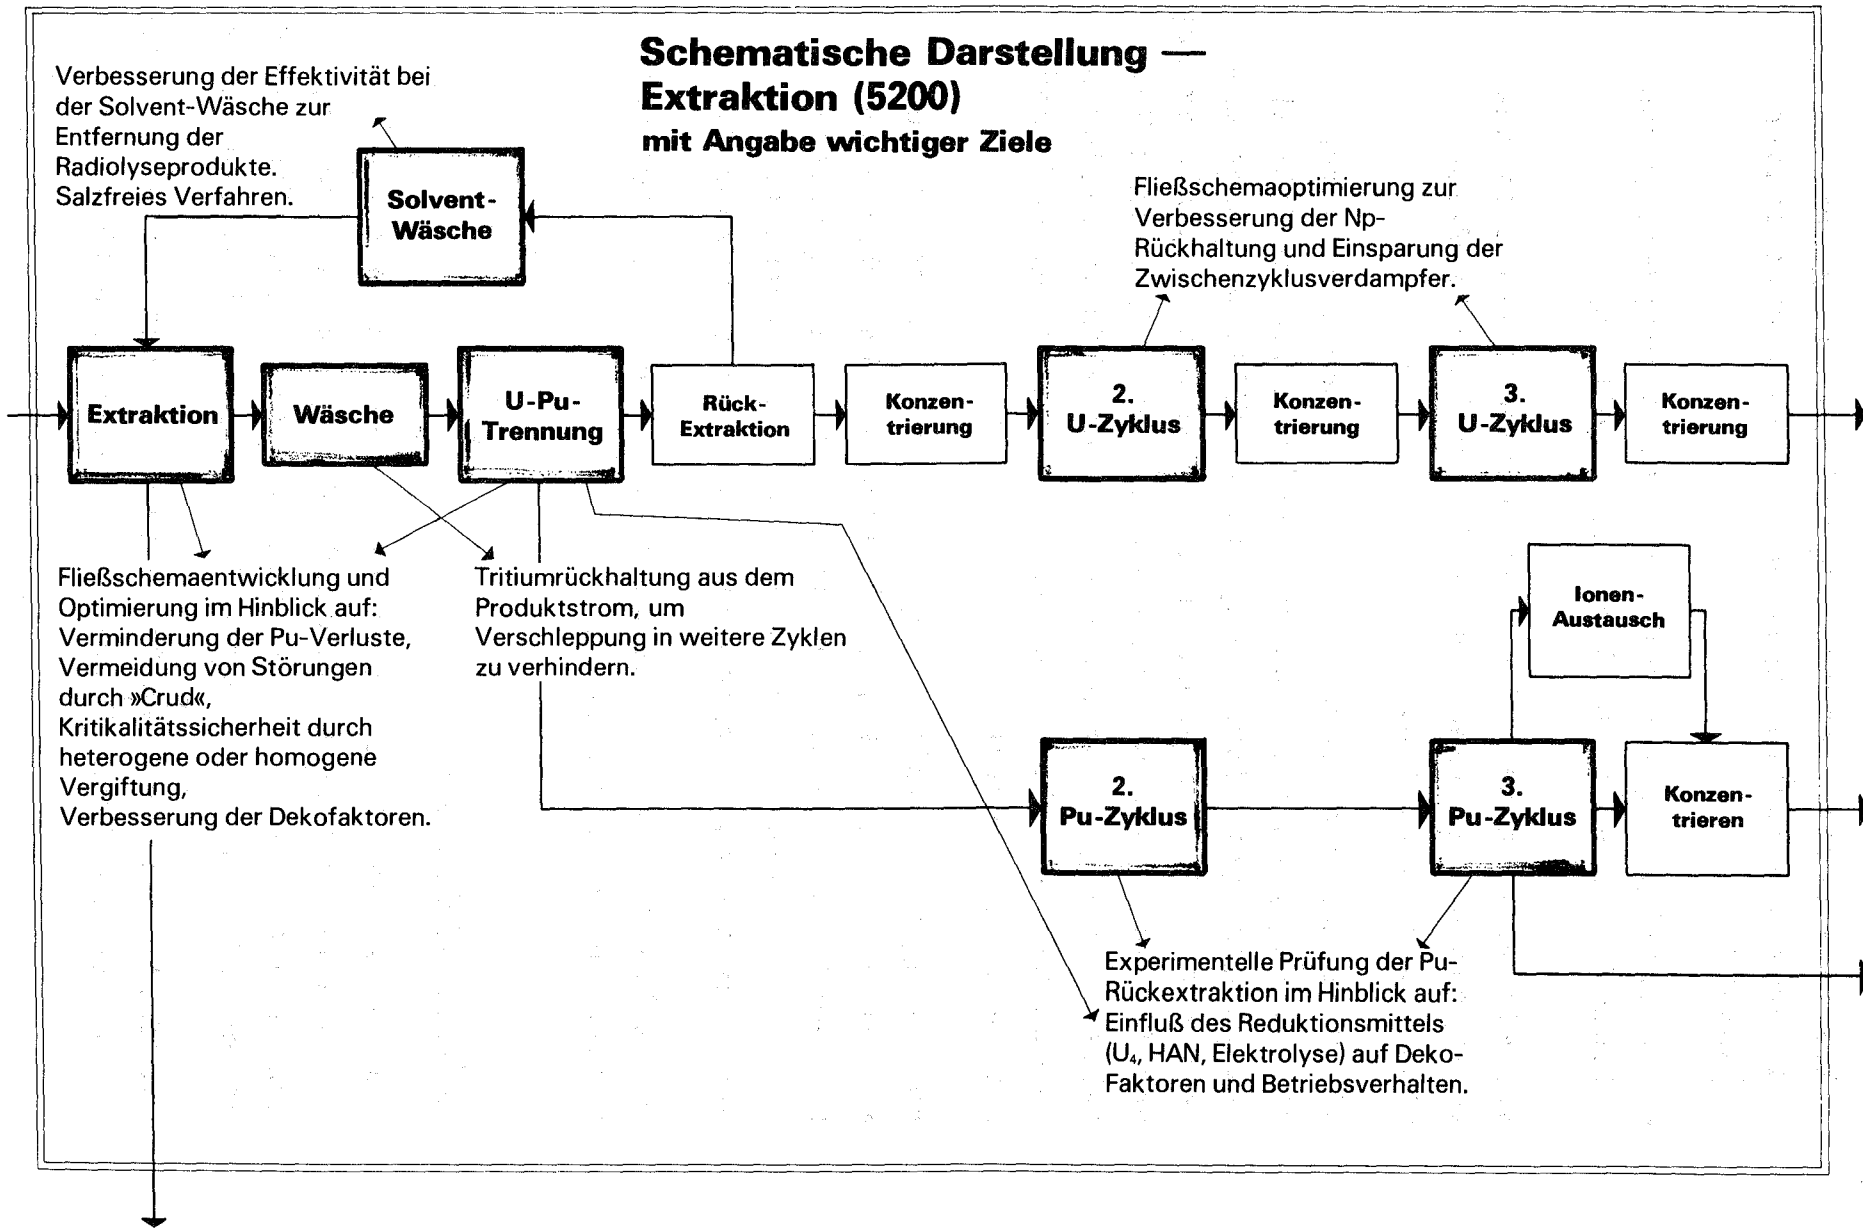 Schematische Darstellung —
Extraktion (5200)
mit Angabe wichtiger Ziele
Verbesserung der Effektivität bei
der Solvent-Wäsche zur
Entfernung der
Radiolyseprodukte.
Salzfreies Verfahren.
Solvent-
Wäsche
Fließschemaoptimierung zur
Verbesserung der Np-
Rückhaltung und Einsparung der
Zwischenzyklusverdampfer.
Extraktion
Wäsche
U-Pu-
Trennung
Rück-
Extraktion
Konzen-
trierung
2.
U-Zyklus
Konzen-
trierung
3.
U-Zyklus
Konzen-
trierung
Fließschemaentwicklung und
Optimierung im Hinblick auf:
Verminderung der Pu-Verluste,
Vermeidung von Störungen
durch »Crud«,
Kritikalitätssicherheit durch
heterogene oder homogene
Vergiftung,
Verbesserung der Dekofaktoren.
Tritiumrückhaltung aus dem
Produktstrom, um
Verschleppung in weitere Zyklen
zu verhindern.
Ionen-
Austausch
2.
Pu-Zyklus
3.
Pu-Zyklus
Konzen-
trieren
Experimentelle Prüfung der Pu-
Rückextraktion im Hinblick auf:
Einfluß des Reduktionsmittels
(U₄, HAN, Elektrolyse) auf Deko-
Faktoren und Betriebsverhalten.